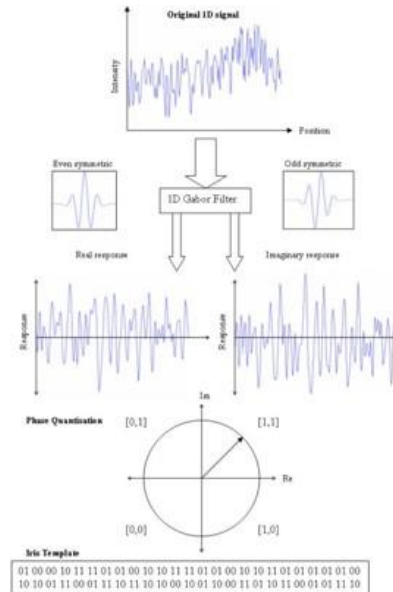 Original 1D signal
Intensity
Position
Even symmetric
Odd symmetric
1D Gabor Filter
Real response
Imaginary response
Response
Response
Im
Phase Quantisation
[0,1]
[1,1]
Re
[0,0]
[1,0]
Iris Template
01 00 00 10 11 11 01 01 00 10 10 11 11 01 01 00 10 10 11 01 01 01 01 01 00
10 10 01 11 00 01 11 10 11 10 00 10 01 10 00 11 01 10 11 00 01 01 11 10